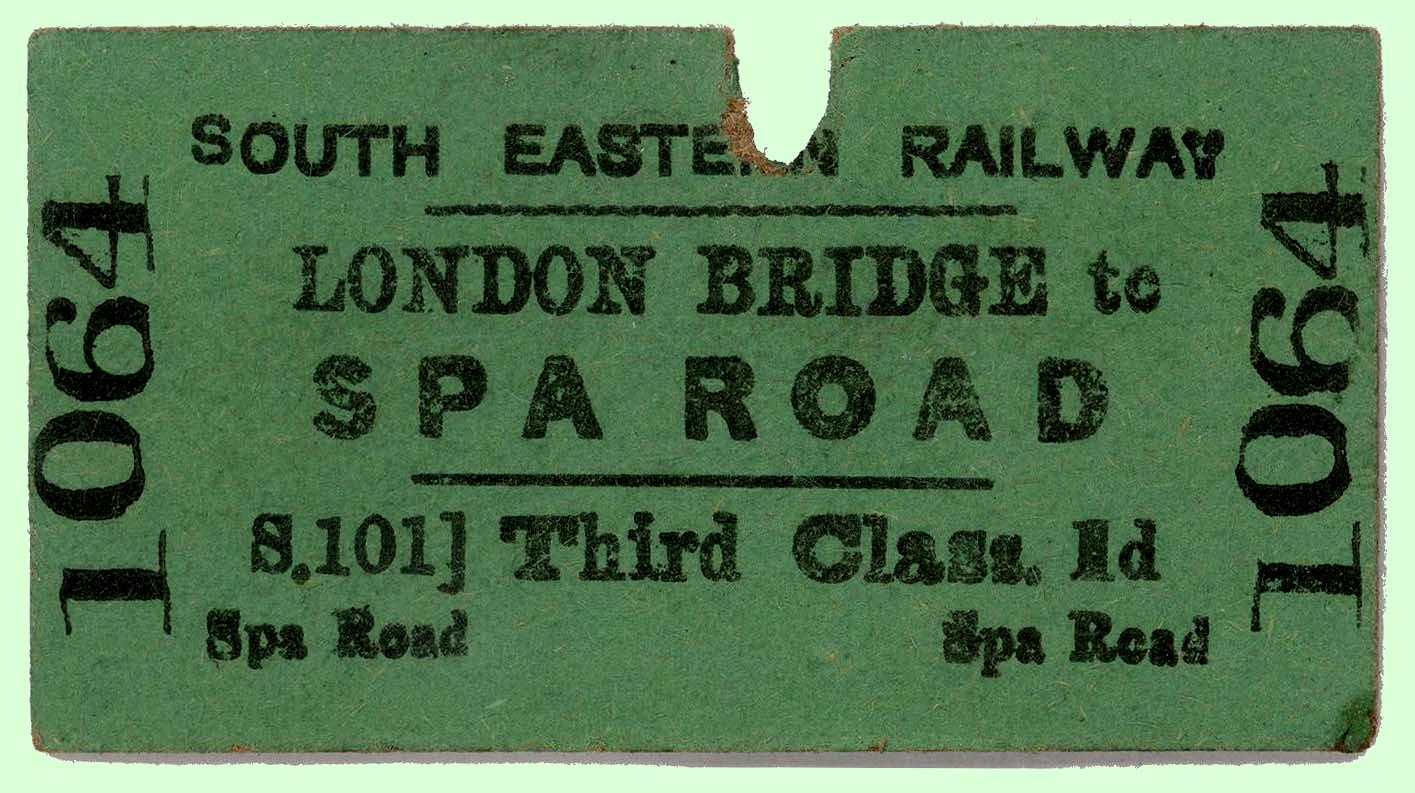 SOUTH EASTERN RAILWAY
LONDON BRIDGE to
SPA ROAD
S.101] Third Class. 1d
Spa Road Spa Road
1064
1064